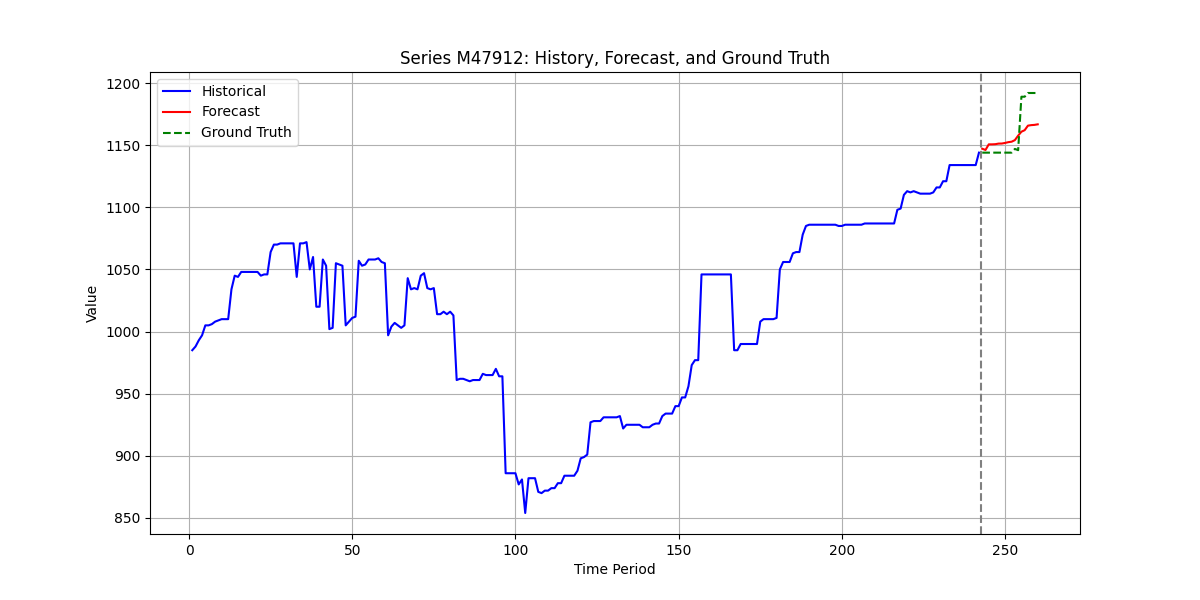 Series M47912: History, Forecast, and Ground Truth
Historical
Forecast
Ground Truth
1200
1150
1100
1050
1000
950
900
850
Value
0 50 100 150 200 250
Time Period